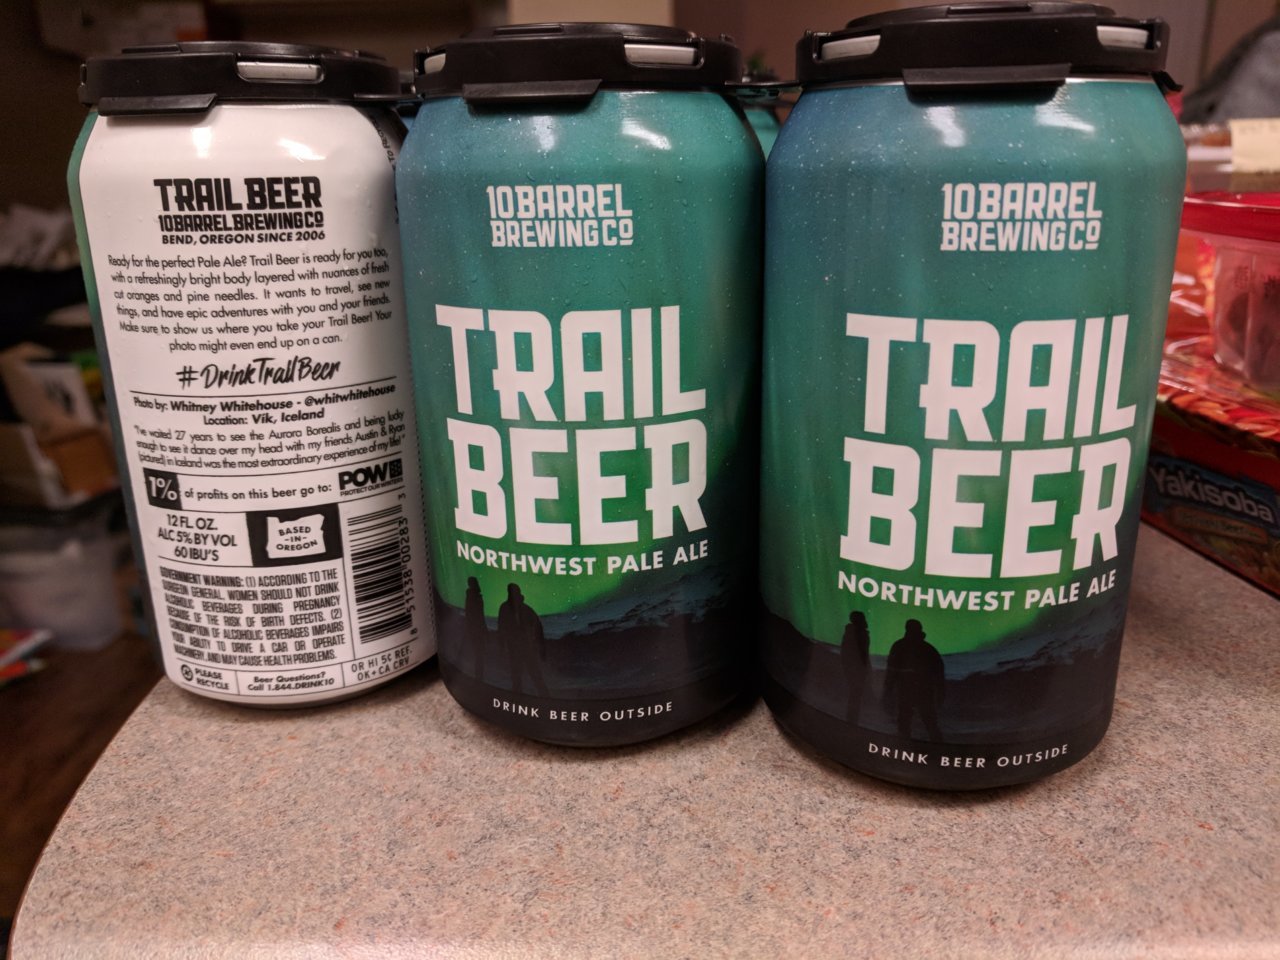 TRAIL BEER
10 BARREL BREWING CO
BEND, OREGON SINCE 2006
Ready for the perfect Pale Ale? Trail Beer is ready for you too,
with a refreshingly bright body layered with nuances of fresh
cut oranges and pine needles. It wants to travel, see new
things, and have epic adventures with you and your friends.
Make sure to show us where you take your Trail Beer! Your
photo might even end up on a can.
#DrinkTrailBeer
Photo by: Whitney Whitehouse - @whitwhitehouse
Location: Vík, Iceland
"I've waited 27 years to see the Aurora Borealis and being lucky
enough to see it dance over my head with my friends Austin & Ryan
(pictured) in Iceland was the most extraordinary experience of my life!"
1% of profits on this beer go to: POW
PROTECT OUR WINTERS
12 FL. OZ.
ALC 5% BY VOL
60 IBU'S
BASED
-IN-
OREGON
GOVERNMENT WARNING: (1) ACCORDING TO THE
SURGEON GENERAL, WOMEN SHOULD NOT DRINK
ALCOHOLIC BEVERAGES DURING PREGNANCY
BECAUSE OF THE RISK OF BIRTH DEFECTS. (2)
CONSUMPTION OF ALCOHOLIC BEVERAGES IMPAIRS
YOUR ABILITY TO DRIVE A CAR OR OPERATE
MACHINERY, AND MAY CAUSE HEALTH PROBLEMS.
8 51538 00283 3
PLEASE
RECYCLE
Beer Questions?
Call 1.844.DRINK10
OR HI 5¢ REF.
OK+ CA CRV
10 BARREL
BREWING CO
TRAIL
BEER
NORTHWEST PALE ALE
DRINK BEER OUTSIDE
10 BARREL
BREWING CO
TRAIL
BEER
NORTHWEST PALE ALE
DRINK BEER OUTSIDE
Yakisoba